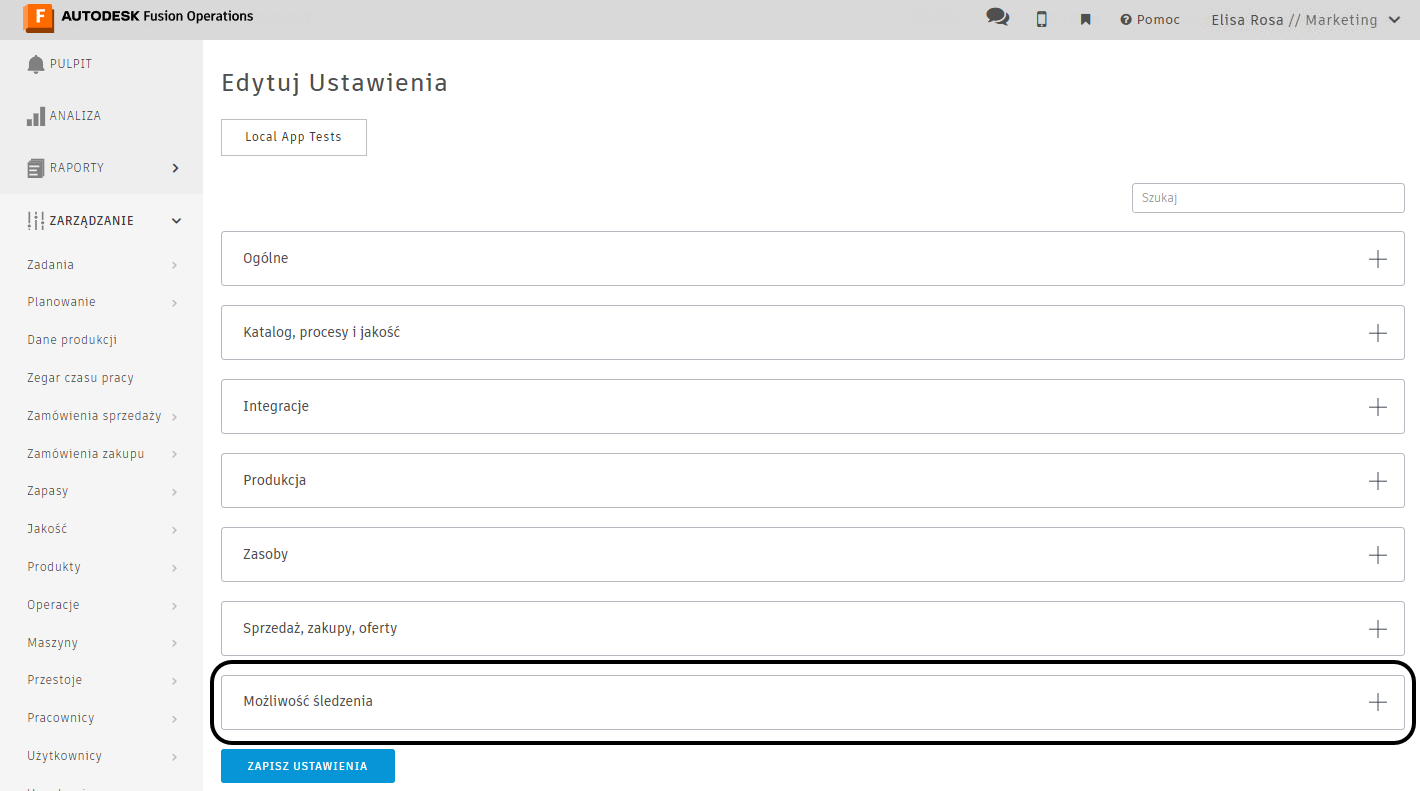 AUTODESK Fusion Operations
Pomoc
Elisa Rosa // Marketing
PULPIT
ANALIZA
RAPORTY
ZARZĄDZANIE
Zadania
Planowanie
Dane produkcji
Zegar czasu pracy
Zamówienia sprzedaży
Zamówienia zakupu
Zapasy
Jakość
Produkty
Operacje
Maszyny
Przestoje
Pracownicy
Użytkownicy
Edytuj Ustawienia
Local App Tests
Szukaj
Ogólne
Katalog, procesy i jakość
Integracje
Produkcja
Zasoby
Sprzedaż, zakupy, oferty
Możliwość śledzenia
ZAPISZ USTAWIENIA